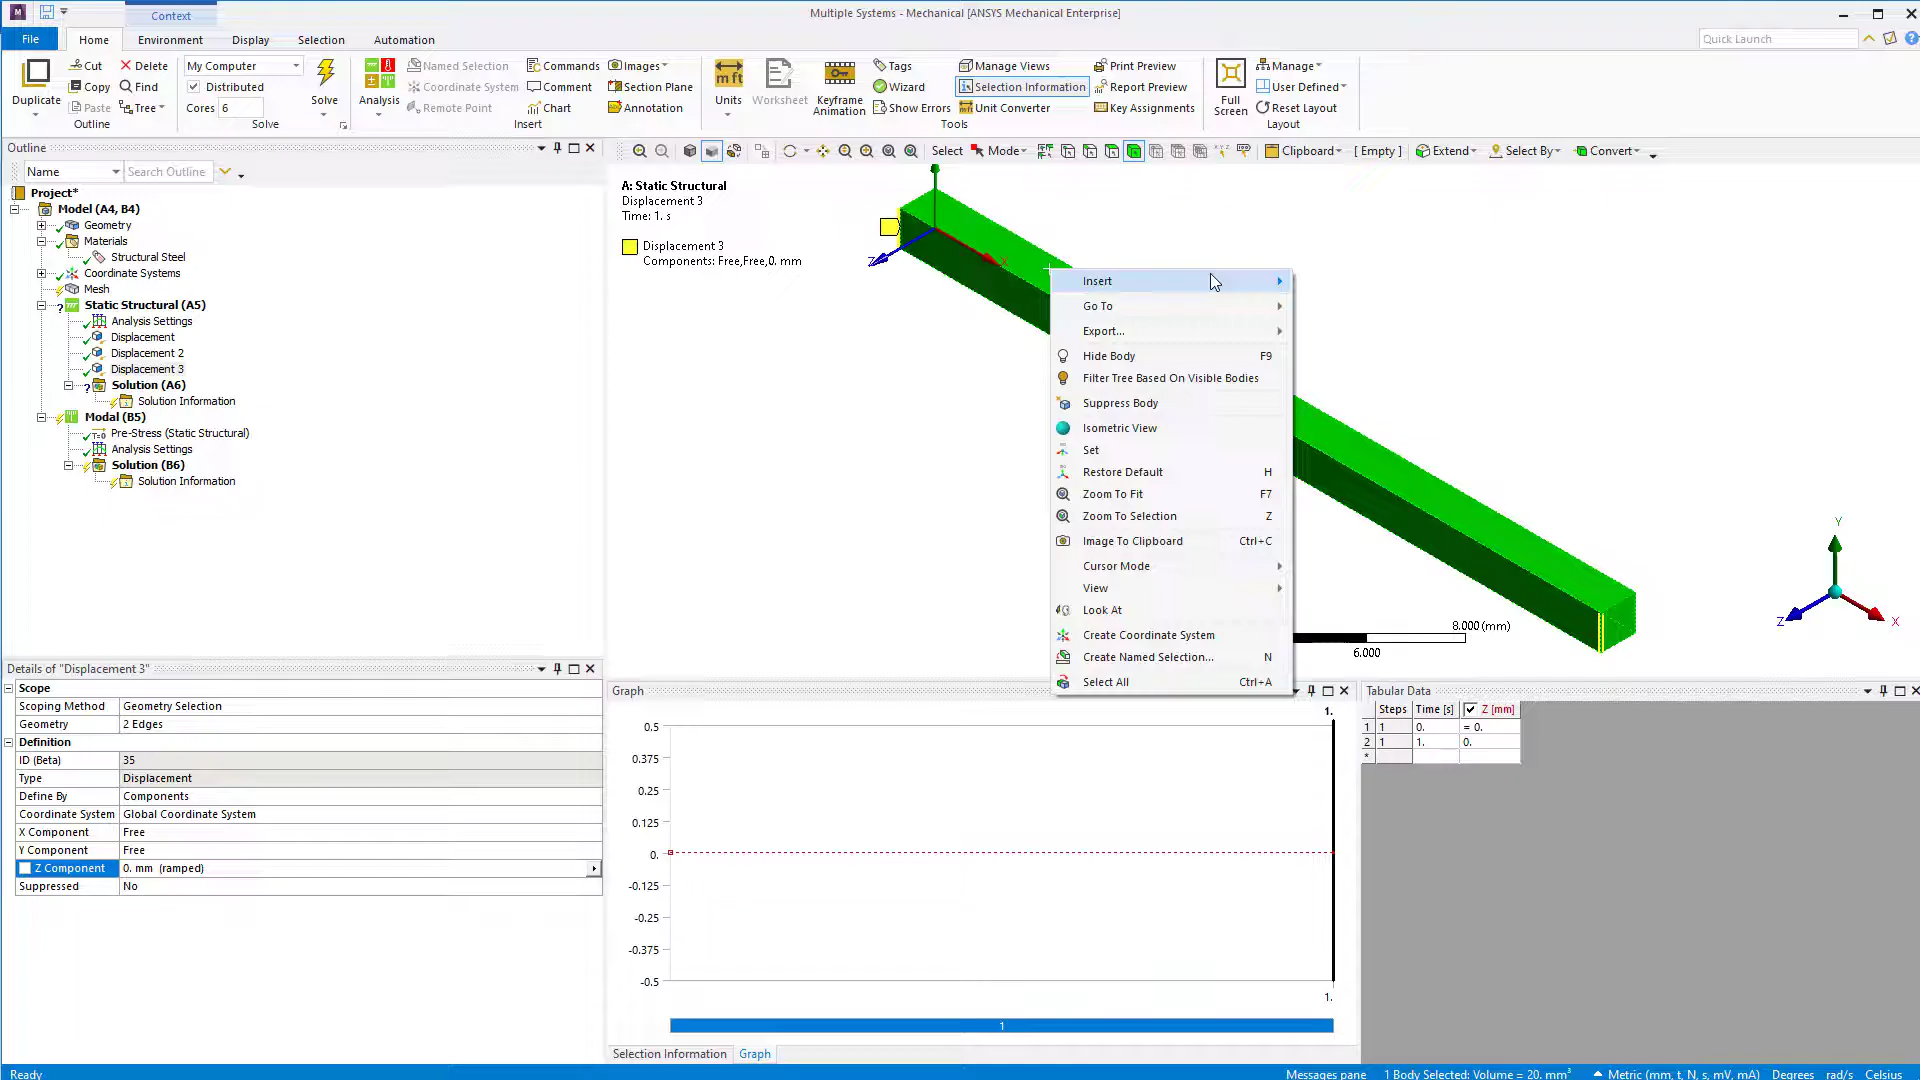 Context
Multiple Systems - Mechanical [ANSYS Mechanical Enterprise]
File
Home
Environment
Display
Selection
Automation
Quick Launch
Duplicate
Cut
Delete
Copy
Find
Paste
Tree
Outline
My Computer
Distributed
Cores 6
Solve
Solve
Analysis
Named Selection
Coordinate System
Remote Point
Commands
Comment
Chart
Images
Section Plane
Annotation
Insert
Units
Worksheet
Keyframe
Animation
Tags
Wizard
Show Errors
Manage Views
Selection Information
Unit Converter
Print Preview
Report Preview
Key Assignments
Tools
Full
Screen
Manage
User Defined
Reset Layout
Layout
Outline
Name
Search Outline
Project*
Model (A4, B4)
Geometry
Materials
Structural Steel
Coordinate Systems
Mesh
Static Structural (A5)
Analysis Settings
Displacement
Displacement 2
Displacement 3
Solution (A6)
Solution Information
Modal (B5)
Pre-Stress (Static Structural)
Analysis Settings
Solution (B6)
Solution Information
Select
Mode
Clipboard
[ Empty ]
Extend
Select By
Convert
A: Static Structural
Displacement 3
Time: 1. s
Displacement 3
Components: Free,Free,0. mm
Z
X
Insert
Go To
Export...
Hide Body F9
Filter Tree Based On Visible Bodies
Suppress Body
Isometric View
Set
Restore Default H
Zoom To Fit F7
Zoom To Selection Z
Image To Clipboard Ctrl+C
Cursor Mode
View
Look At
Create Coordinate System
Create Named Selection... N
Select All Ctrl+A
8.000 (mm)
6.000
Y
Z
X
Details of "Displacement 3"
Scope
Scoping Method Geometry Selection
Geometry 2 Edges
Definition
ID (Beta) 35
Type Displacement
Define By Components
Coordinate System Global Coordinate System
X Component Free
Y Component Free
Z Component 0. mm (ramped)
Suppressed No
Graph
1.
0.5
0.375
0.25
0.125
0.
-0.125
-0.25
-0.375
-0.5
1.
1
Selection Information
Graph
Tabular Data
Steps Time [s] Z [mm]
1 1 0. = 0.
2 1 1. 0.
*
Ready
Messages pane
1 Body Selected: Volume = 20. mm³
Metric (mm, t, N, s, mV, mA)
Degrees
rad/s
Celsius